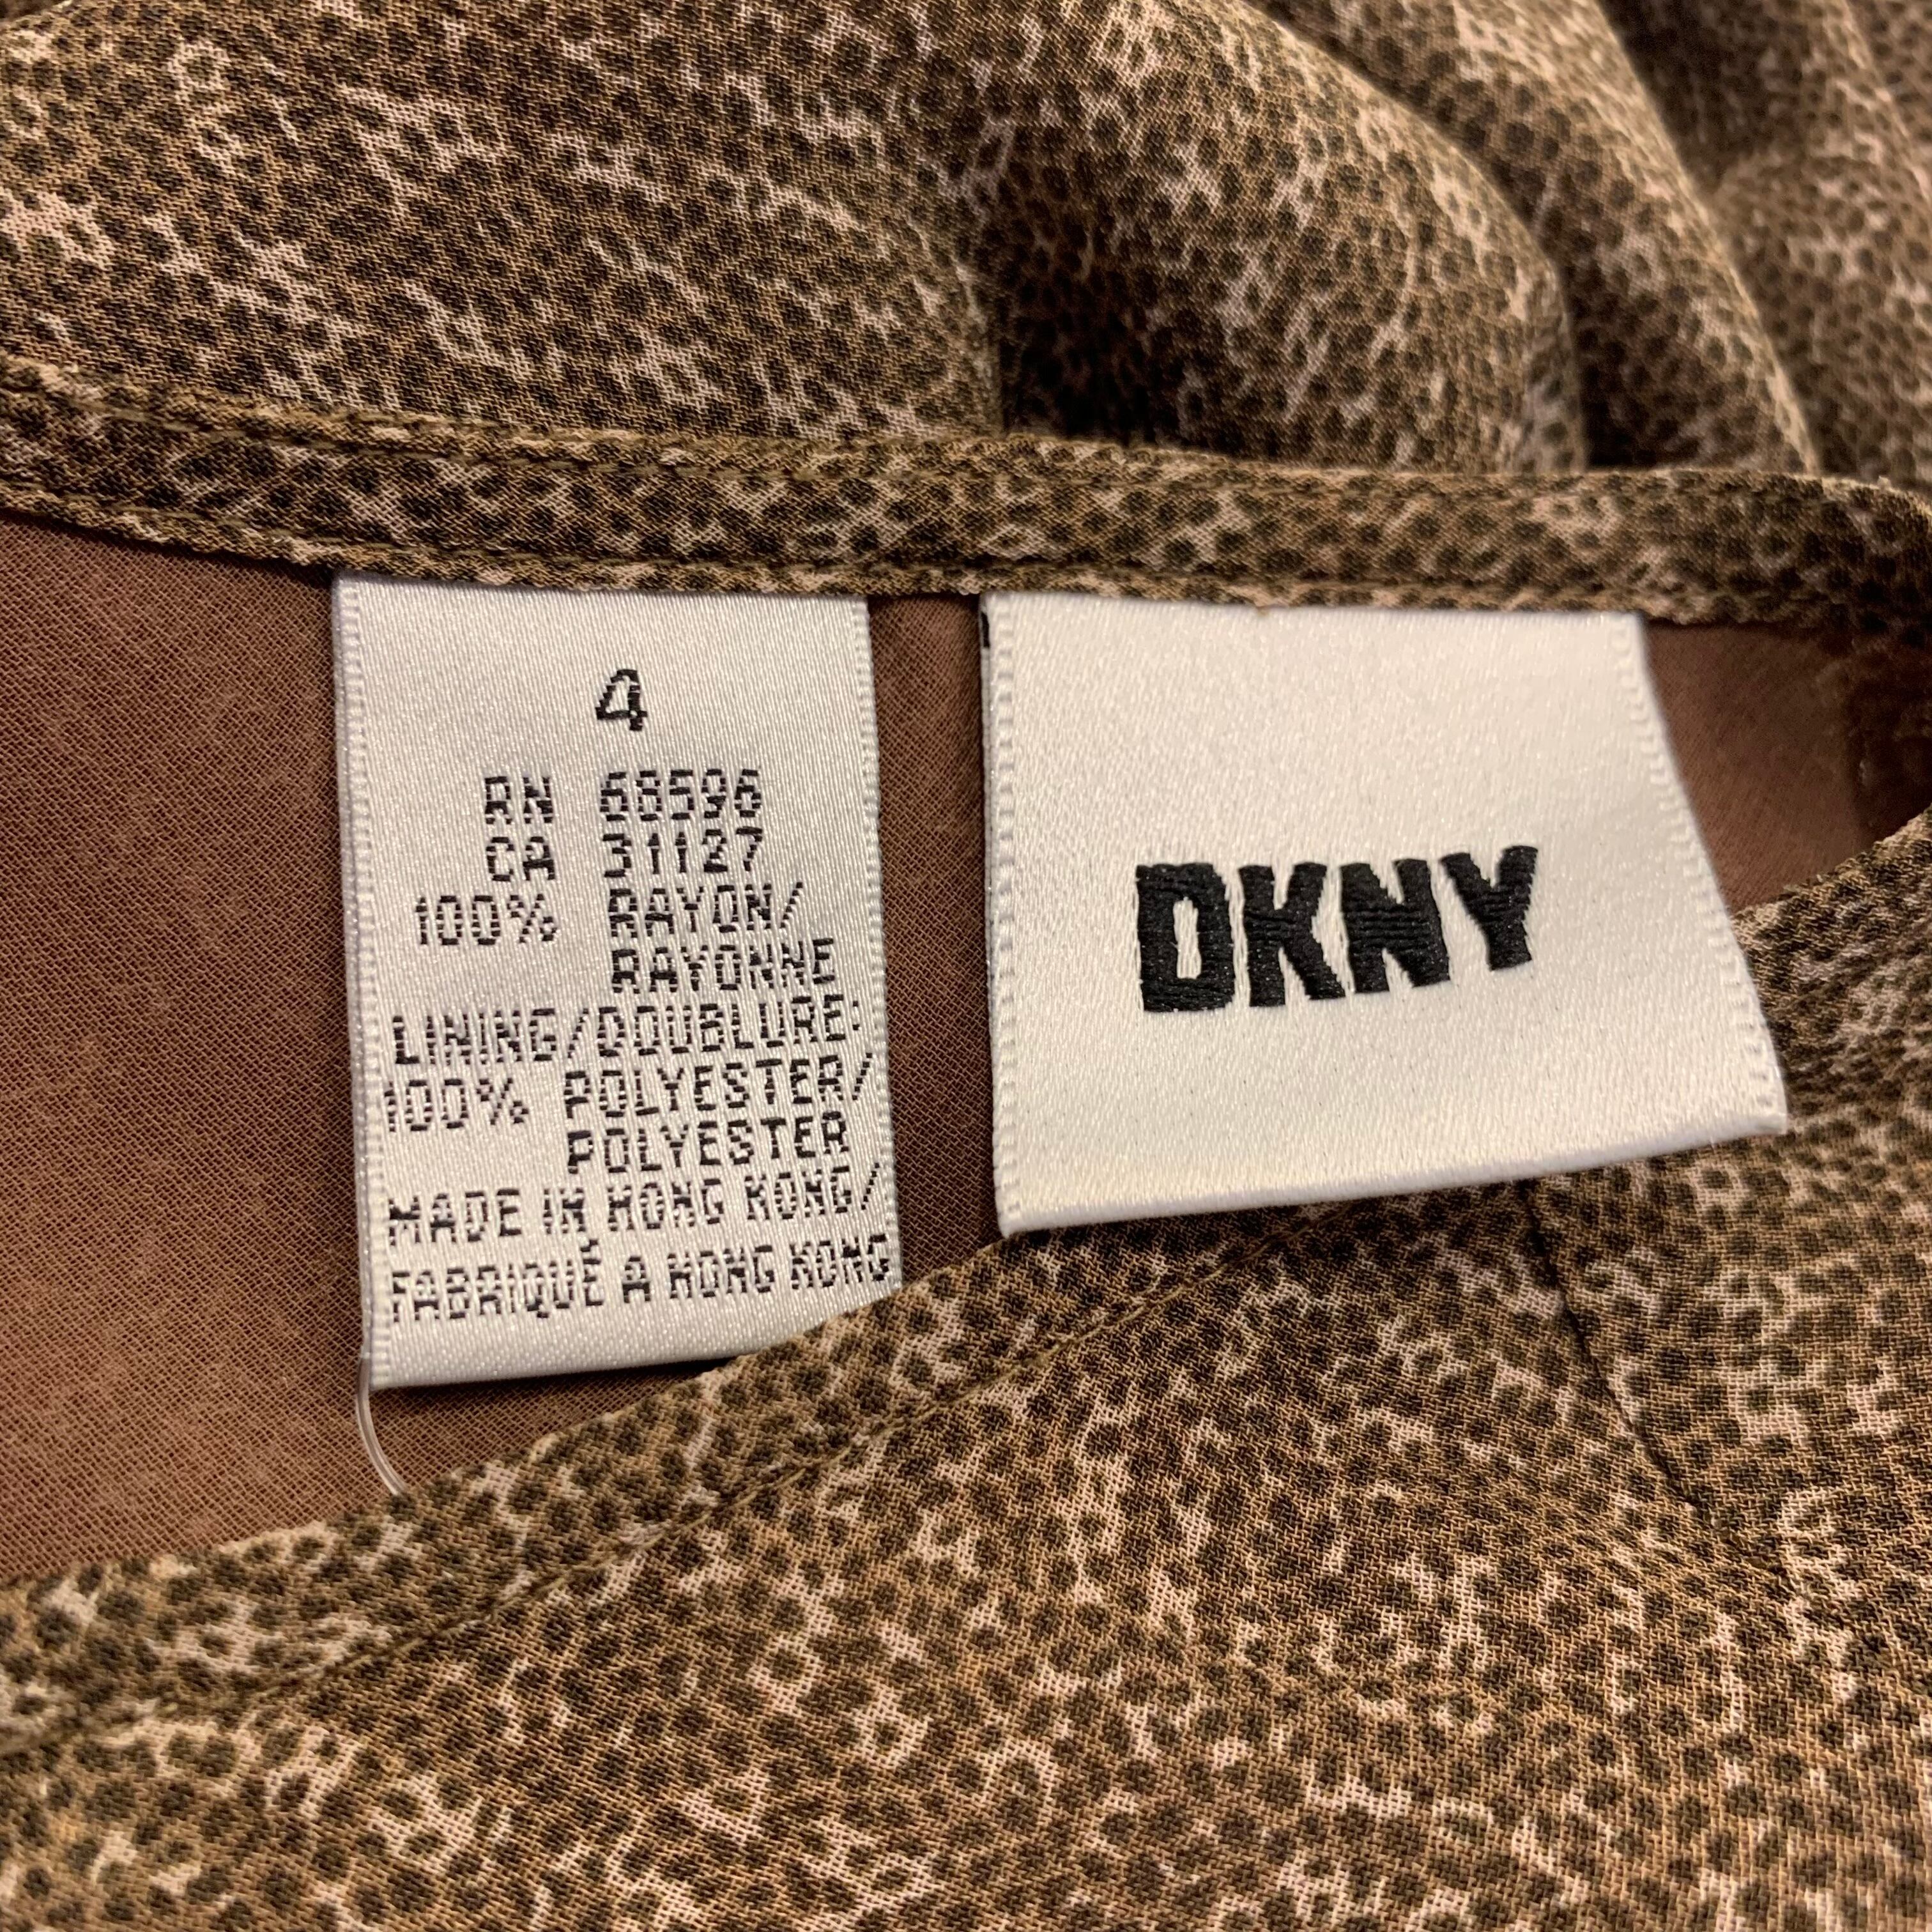 4
RN 68596
CA 31127
100% RAYON/
RAYONNE
LINING/DOUBLURE:
100% POLYESTER/
POLYESTER
MADE IN HONG KONG/
FABRIQUÉ A HONG KONG
DKNY